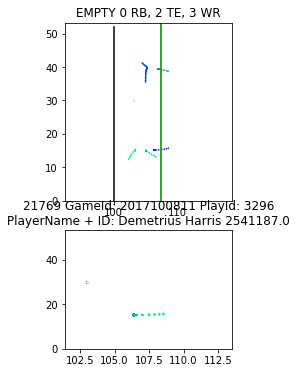 EMPTY 0 RB, 2 TE, 3 WR
50
40
30
20
10
0
100 110
21769 GameId: 2017100811 PlayId: 3296
PlayerName + ID: Demetrius Harris 2541187.0
40
20
0
102.5 105.0 107.5 110.0 112.5